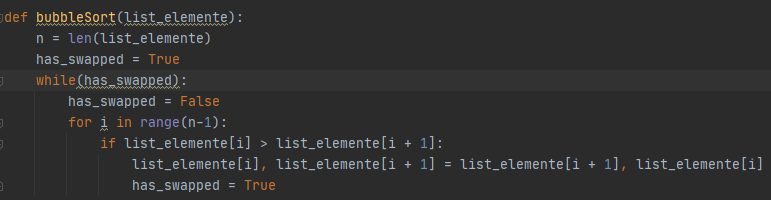 def bubbleSort(list_elemente):
    n = len(list_elemente)
    has_swapped = True
    while(has_swapped):
        has_swapped = False
        for i in range(n-1):
            if list_elemente[i] > list_elemente[i + 1]:
                list_elemente[i], list_elemente[i + 1] = list_elemente[i + 1], list_elemente[i]
                has_swapped = True